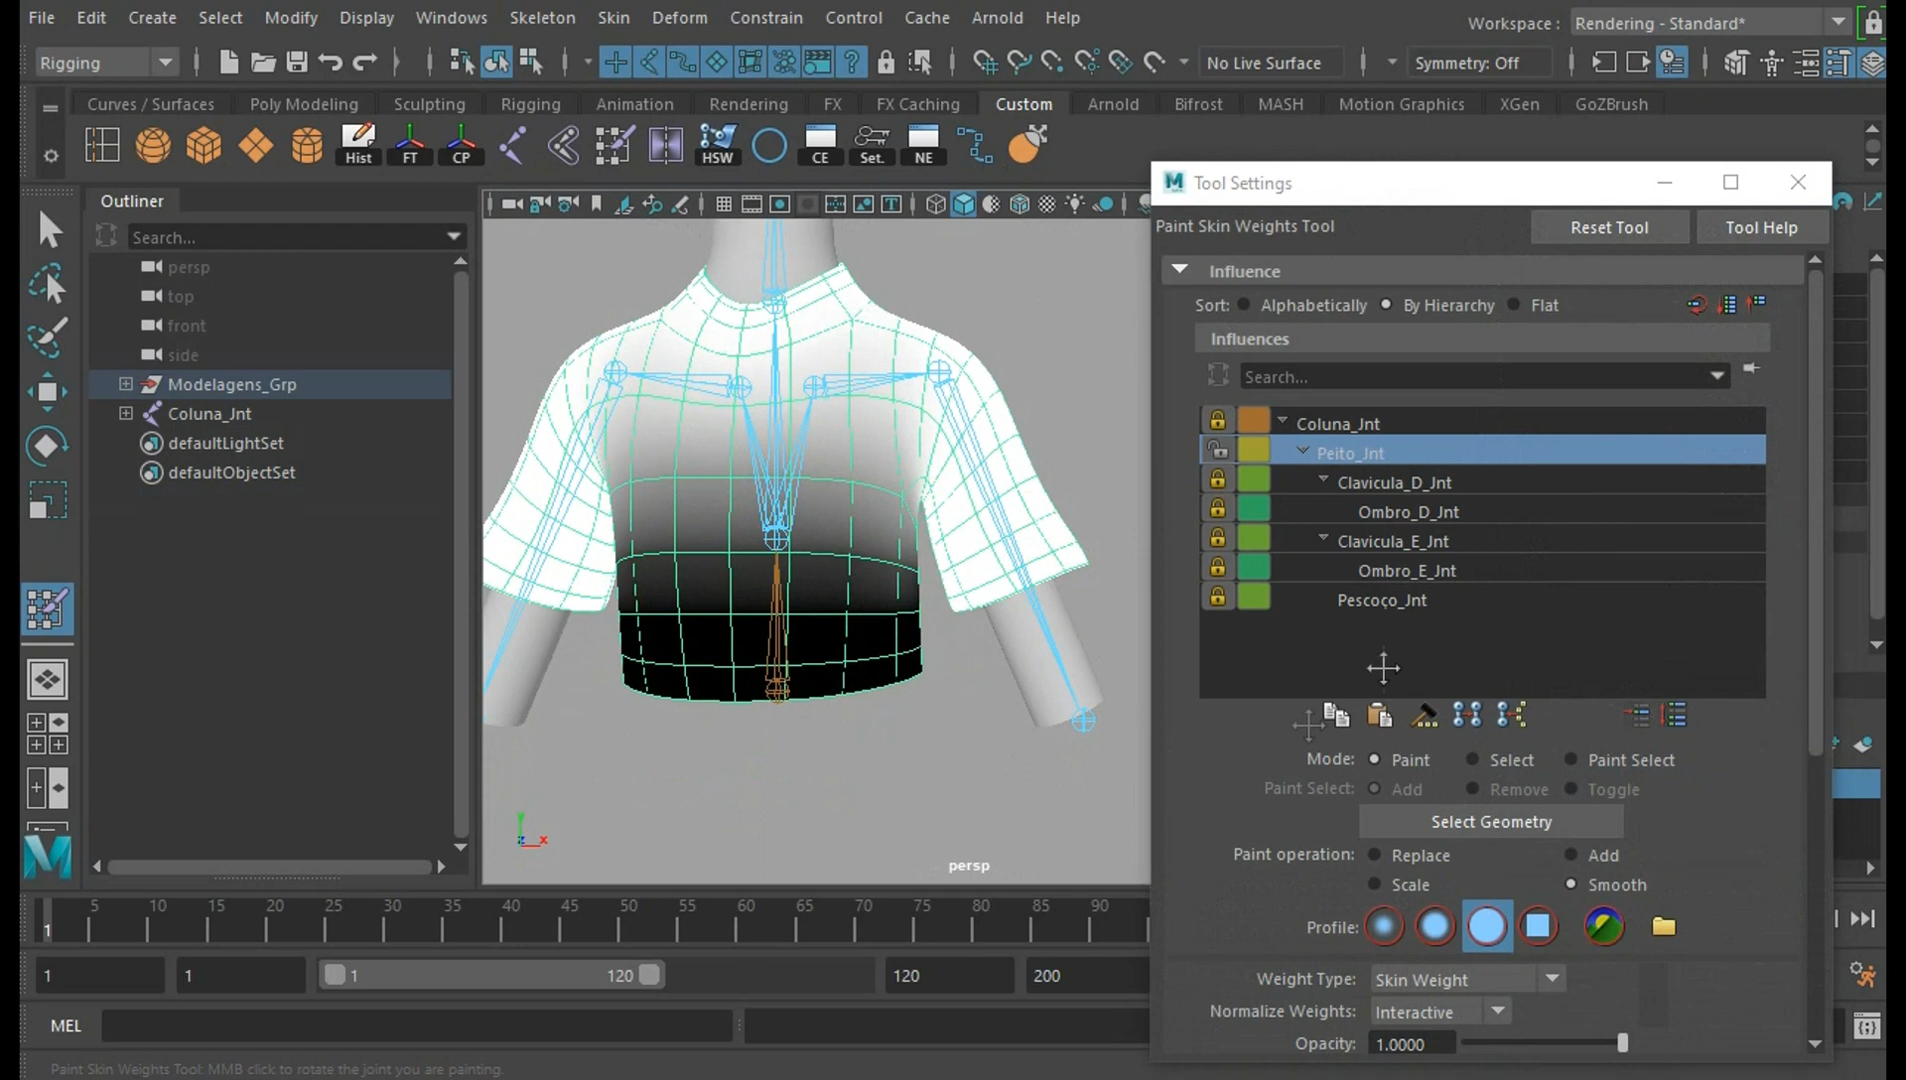 File Edit Create Select Modify Display Windows Skeleton Skin Deform Constrain Control Cache Arnold Help
Workspace : Rendering - Standard*
Rigging
No Live Surface
Symmetry: Off
Curves / Surfaces Poly Modeling Sculpting Rigging Animation Rendering FX FX Caching Custom Arnold Bifrost MASH Motion Graphics XGen GoZBrush
Hist FT CP HSW CE Set. NE
Outliner
Search...
persp
top
front
side
Modelagens_Grp
Coluna_Jnt
defaultLightSet
defaultObjectSet
persp
Tool Settings
Paint Skin Weights Tool
Reset Tool
Tool Help
Influence
Sort: Alphabetically By Hierarchy Flat
Influences
Search...
Coluna_Jnt
Peito_Jnt
Clavicula_D_Jnt
Ombro_D_Jnt
Clavicula_E_Jnt
Ombro_E_Jnt
Pescoço_Jnt
Mode: Paint Select Paint Select
Paint Select: Add Remove Toggle
Select Geometry
Paint operation: Replace Add
Scale Smooth
Profile:
Weight Type: Skin Weight
Normalize Weights: Interactive
Opacity: 1.0000
5 10 15 20 25 30 35 40 45 50 55 60 65 70 75 80 85 90
1
1 1 1 120 120 200
MEL
Paint Skin Weights Tool: MMB click to rotate the joint you are painting.